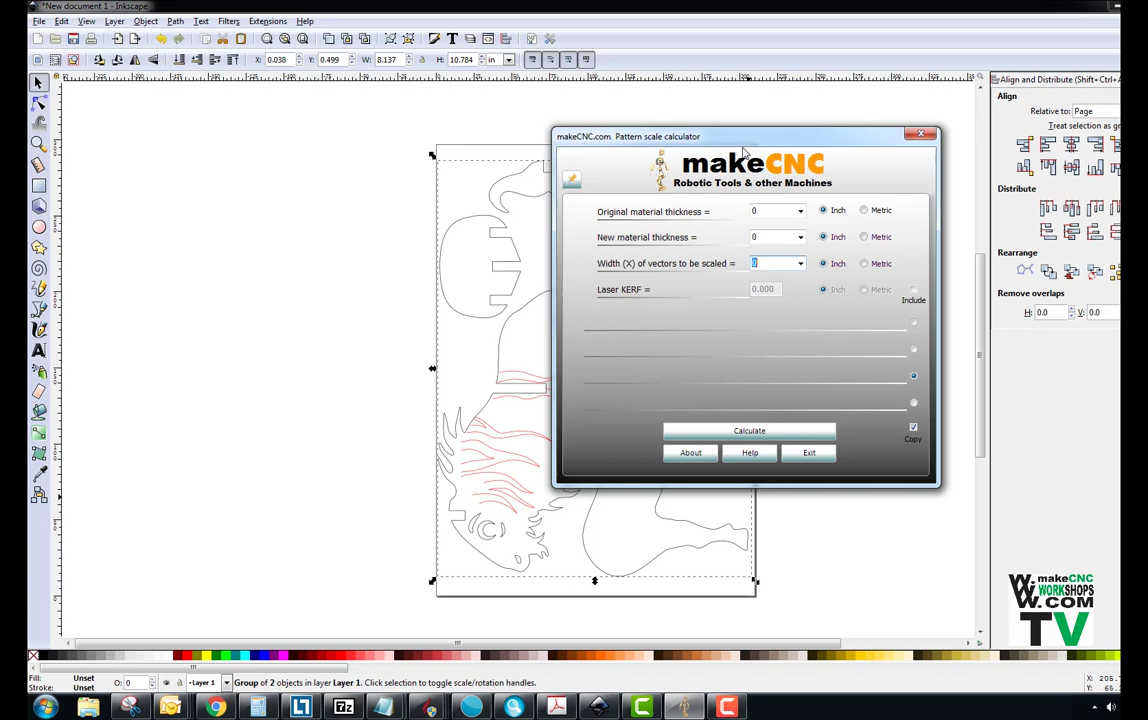 *New document 1 - Inkscape
File Edit View Layer Object Path Text Filters Extensions Help
X: 0.038 Y: 0.499 W: 8.137 H: 10.784 in
Align and Distribute (Shift+Ctrl+A
Align
Relative to: Page
Treat selection as gr
Distribute
Rearrange
Remove overlaps
H: 0.0 V: 0.0
makeCNC.com Pattern scale calculator
makeCNC
Robotic Tools & other Machines
Original material thickness = 0 Inch Metric
New material thickness = 0 Inch Metric
Width (X) of vectors to be scaled = 0 Inch Metric
Laser KERF = 0.000 Inch Metric
Include
Calculate
Copy
About Help Exit
makeCNC
WORKSHOPS
.COM
TV
Fill: Unset
Stroke: Unset
O: 0
Layer 1
Group of 2 objects in layer Layer 1. Click selection to toggle scale/rotation handles.
X: 205.
Y: 65.